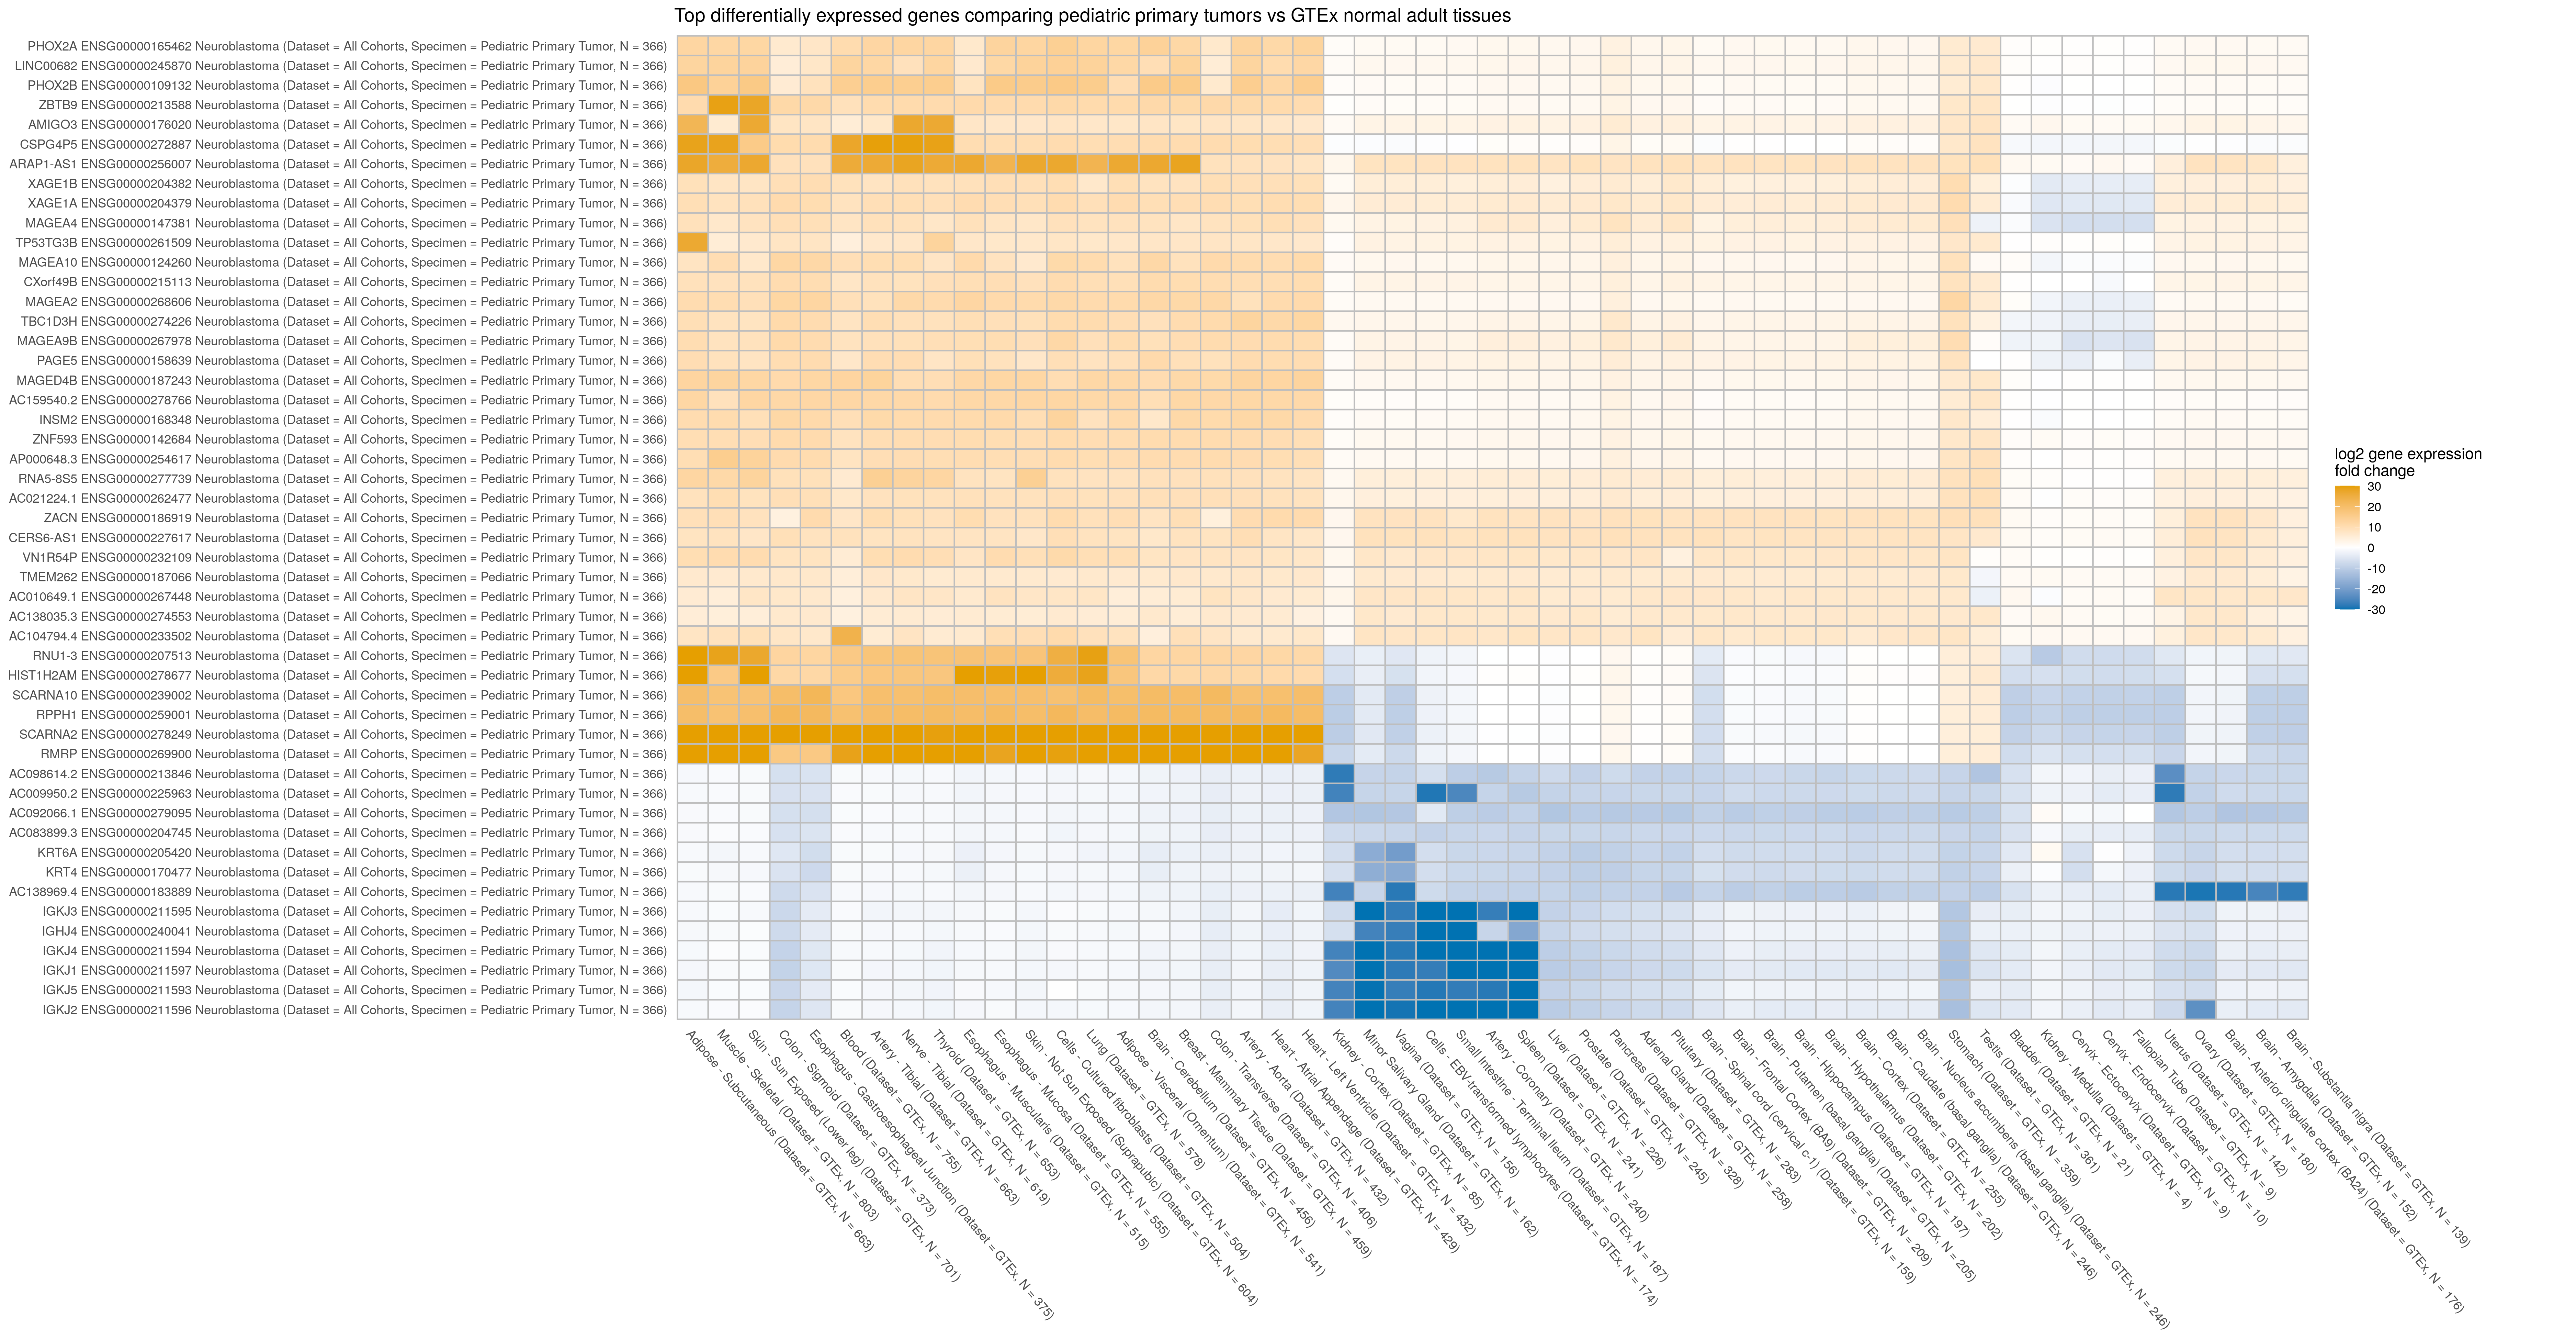 Top differentially expressed genes comparing pediatric primary tumors vs GTEx normal adult tissues
PHOX2A ENSG00000165462 Neuroblastoma (Dataset = All Cohorts, Specimen = Pediatric Primary Tumor, N = 366)
LINC00682 ENSG00000245870 Neuroblastoma (Dataset = All Cohorts, Specimen = Pediatric Primary Tumor, N = 366)
PHOX2B ENSG00000109132 Neuroblastoma (Dataset = All Cohorts, Specimen = Pediatric Primary Tumor, N = 366)
ZBTB9 ENSG00000213588 Neuroblastoma (Dataset = All Cohorts, Specimen = Pediatric Primary Tumor, N = 366)
AMIGO3 ENSG00000176020 Neuroblastoma (Dataset = All Cohorts, Specimen = Pediatric Primary Tumor, N = 366)
CSPG4P5 ENSG00000272887 Neuroblastoma (Dataset = All Cohorts, Specimen = Pediatric Primary Tumor, N = 366)
ARAP1-AS1 ENSG00000256007 Neuroblastoma (Dataset = All Cohorts, Specimen = Pediatric Primary Tumor, N = 366)
XAGE1B ENSG00000204382 Neuroblastoma (Dataset = All Cohorts, Specimen = Pediatric Primary Tumor, N = 366)
XAGE1A ENSG00000204379 Neuroblastoma (Dataset = All Cohorts, Specimen = Pediatric Primary Tumor, N = 366)
MAGEA4 ENSG00000147381 Neuroblastoma (Dataset = All Cohorts, Specimen = Pediatric Primary Tumor, N = 366)
TP53TG3B ENSG00000261509 Neuroblastoma (Dataset = All Cohorts, Specimen = Pediatric Primary Tumor, N = 366)
MAGEA10 ENSG00000124260 Neuroblastoma (Dataset = All Cohorts, Specimen = Pediatric Primary Tumor, N = 366)
CXorf49B ENSG00000215113 Neuroblastoma (Dataset = All Cohorts, Specimen = Pediatric Primary Tumor, N = 366)
MAGEA2 ENSG00000268606 Neuroblastoma (Dataset = All Cohorts, Specimen = Pediatric Primary Tumor, N = 366)
TBC1D3H ENSG00000274226 Neuroblastoma (Dataset = All Cohorts, Specimen = Pediatric Primary Tumor, N = 366)
MAGEA9B ENSG00000267978 Neuroblastoma (Dataset = All Cohorts, Specimen = Pediatric Primary Tumor, N = 366)
PAGE5 ENSG00000158639 Neuroblastoma (Dataset = All Cohorts, Specimen = Pediatric Primary Tumor, N = 366)
MAGED4B ENSG00000187243 Neuroblastoma (Dataset = All Cohorts, Specimen = Pediatric Primary Tumor, N = 366)
AC159540.2 ENSG00000278766 Neuroblastoma (Dataset = All Cohorts, Specimen = Pediatric Primary Tumor, N = 366)
INSM2 ENSG00000168348 Neuroblastoma (Dataset = All Cohorts, Specimen = Pediatric Primary Tumor, N = 366)
ZNF593 ENSG00000142684 Neuroblastoma (Dataset = All Cohorts, Specimen = Pediatric Primary Tumor, N = 366)
AP000648.3 ENSG00000254617 Neuroblastoma (Dataset = All Cohorts, Specimen = Pediatric Primary Tumor, N = 366)
RNA5-8S5 ENSG00000277739 Neuroblastoma (Dataset = All Cohorts, Specimen = Pediatric Primary Tumor, N = 366)
AC021224.1 ENSG00000262477 Neuroblastoma (Dataset = All Cohorts, Specimen = Pediatric Primary Tumor, N = 366)
ZACN ENSG00000186919 Neuroblastoma (Dataset = All Cohorts, Specimen = Pediatric Primary Tumor, N = 366)
CERS6-AS1 ENSG00000227617 Neuroblastoma (Dataset = All Cohorts, Specimen = Pediatric Primary Tumor, N = 366)
VN1R54P ENSG00000232109 Neuroblastoma (Dataset = All Cohorts, Specimen = Pediatric Primary Tumor, N = 366)
TMEM262 ENSG00000187066 Neuroblastoma (Dataset = All Cohorts, Specimen = Pediatric Primary Tumor, N = 366)
AC010649.1 ENSG00000267448 Neuroblastoma (Dataset = All Cohorts, Specimen = Pediatric Primary Tumor, N = 366)
AC138035.3 ENSG00000274553 Neuroblastoma (Dataset = All Cohorts, Specimen = Pediatric Primary Tumor, N = 366)
AC104794.4 ENSG00000233502 Neuroblastoma (Dataset = All Cohorts, Specimen = Pediatric Primary Tumor, N = 366)
RNU1-3 ENSG00000207513 Neuroblastoma (Dataset = All Cohorts, Specimen = Pediatric Primary Tumor, N = 366)
HIST1H2AM ENSG00000278677 Neuroblastoma (Dataset = All Cohorts, Specimen = Pediatric Primary Tumor, N = 366)
SCARNA10 ENSG00000239002 Neuroblastoma (Dataset = All Cohorts, Specimen = Pediatric Primary Tumor, N = 366)
RPPH1 ENSG00000259001 Neuroblastoma (Dataset = All Cohorts, Specimen = Pediatric Primary Tumor, N = 366)
SCARNA2 ENSG00000278249 Neuroblastoma (Dataset = All Cohorts, Specimen = Pediatric Primary Tumor, N = 366)
RMRP ENSG00000269900 Neuroblastoma (Dataset = All Cohorts, Specimen = Pediatric Primary Tumor, N = 366)
AC098614.2 ENSG00000213846 Neuroblastoma (Dataset = All Cohorts, Specimen = Pediatric Primary Tumor, N = 366)
AC009950.2 ENSG00000225963 Neuroblastoma (Dataset = All Cohorts, Specimen = Pediatric Primary Tumor, N = 366)
AC092066.1 ENSG00000279095 Neuroblastoma (Dataset = All Cohorts, Specimen = Pediatric Primary Tumor, N = 366)
AC083899.3 ENSG00000204745 Neuroblastoma (Dataset = All Cohorts, Specimen = Pediatric Primary Tumor, N = 366)
KRT6A ENSG00000205420 Neuroblastoma (Dataset = All Cohorts, Specimen = Pediatric Primary Tumor, N = 366)
KRT4 ENSG00000170477 Neuroblastoma (Dataset = All Cohorts, Specimen = Pediatric Primary Tumor, N = 366)
AC138969.4 ENSG00000183889 Neuroblastoma (Dataset = All Cohorts, Specimen = Pediatric Primary Tumor, N = 366)
IGKJ3 ENSG00000211595 Neuroblastoma (Dataset = All Cohorts, Specimen = Pediatric Primary Tumor, N = 366)
IGHJ4 ENSG00000240041 Neuroblastoma (Dataset = All Cohorts, Specimen = Pediatric Primary Tumor, N = 366)
IGKJ4 ENSG00000211594 Neuroblastoma (Dataset = All Cohorts, Specimen = Pediatric Primary Tumor, N = 366)
IGKJ1 ENSG00000211597 Neuroblastoma (Dataset = All Cohorts, Specimen = Pediatric Primary Tumor, N = 366)
IGKJ5 ENSG00000211593 Neuroblastoma (Dataset = All Cohorts, Specimen = Pediatric Primary Tumor, N = 366)
IGKJ2 ENSG00000211596 Neuroblastoma (Dataset = All Cohorts, Specimen = Pediatric Primary Tumor, N = 366)
Adipose - Subcutaneous (Dataset = GTEx, N = 663)
Muscle - Skeletal (Dataset = GTEx, N = 803)
Skin - Sun Exposed (Lower leg) (Dataset = GTEx, N = 701)
Colon - Sigmoid (Dataset = GTEx, N = 373)
Esophagus - Gastroesophageal Junction (Dataset = GTEx, N = 375)
Blood (Dataset = GTEx, N = 755)
Artery - Tibial (Dataset = GTEx, N = 663)
Nerve - Tibial (Dataset = GTEx, N = 619)
Thyroid (Dataset = GTEx, N = 653)
Esophagus - Muscularis (Dataset = GTEx, N = 515)
Esophagus - Mucosa (Dataset = GTEx, N = 555)
Skin - Not Sun Exposed (Suprapubic) (Dataset = GTEx, N = 604)
Cells - Cultured fibroblasts (Dataset = GTEx, N = 504)
Lung (Dataset = GTEx, N = 578)
Adipose - Visceral (Omentum) (Dataset = GTEx, N = 541)
Brain - Cerebellum (Dataset = GTEx, N = 456)
Breast - Mammary Tissue (Dataset = GTEx, N = 459)
Colon - Transverse (Dataset = GTEx, N = 406)
Artery - Aorta (Dataset = GTEx, N = 432)
Heart - Atrial Appendage (Dataset = GTEx, N = 429)
Heart - Left Ventricle (Dataset = GTEx, N = 432)
Kidney - Cortex (Dataset = GTEx, N = 85)
Minor Salivary Gland (Dataset = GTEx, N = 162)
Vagina (Dataset = GTEx, N = 156)
Cells - EBV-transformed lymphocytes (Dataset = GTEx, N = 174)
Small Intestine - Terminal Ileum (Dataset = GTEx, N = 187)
Artery - Coronary (Dataset = GTEx, N = 240)
Spleen (Dataset = GTEx, N = 241)
Liver (Dataset = GTEx, N = 226)
Prostate (Dataset = GTEx, N = 245)
Pancreas (Dataset = GTEx, N = 328)
Adrenal Gland (Dataset = GTEx, N = 258)
Pituitary (Dataset = GTEx, N = 283)
Brain - Spinal cord (cervical c-1) (Dataset = GTEx, N = 159)
Brain - Frontal Cortex (BA9) (Dataset = GTEx, N = 209)
Brain - Putamen (basal ganglia) (Dataset = GTEx, N = 205)
Brain - Hippocampus (Dataset = GTEx, N = 197)
Brain - Hypothalamus (Dataset = GTEx, N = 202)
Brain - Cortex (Dataset = GTEx, N = 255)
Brain - Caudate (basal ganglia) (Dataset = GTEx, N = 246)
Brain - Nucleus accumbens (basal ganglia) (Dataset = GTEx, N = 246)
Stomach (Dataset = GTEx, N = 359)
Testis (Dataset = GTEx, N = 361)
Bladder (Dataset = GTEx, N = 21)
Kidney - Medulla (Dataset = GTEx, N = 4)
Cervix - Ectocervix (Dataset = GTEx, N = 9)
Cervix - Endocervix (Dataset = GTEx, N = 10)
Fallopian Tube (Dataset = GTEx, N = 9)
Uterus (Dataset = GTEx, N = 142)
Ovary (Dataset = GTEx, N = 180)
Brain - Anterior cingulate cortex (BA24) (Dataset = GTEx, N = 176)
Brain - Amygdala (Dataset = GTEx, N = 152)
Brain - Substantia nigra (Dataset = GTEx, N = 139)
log2 gene expression
fold change
30
20
10
0
-10
-20
-30